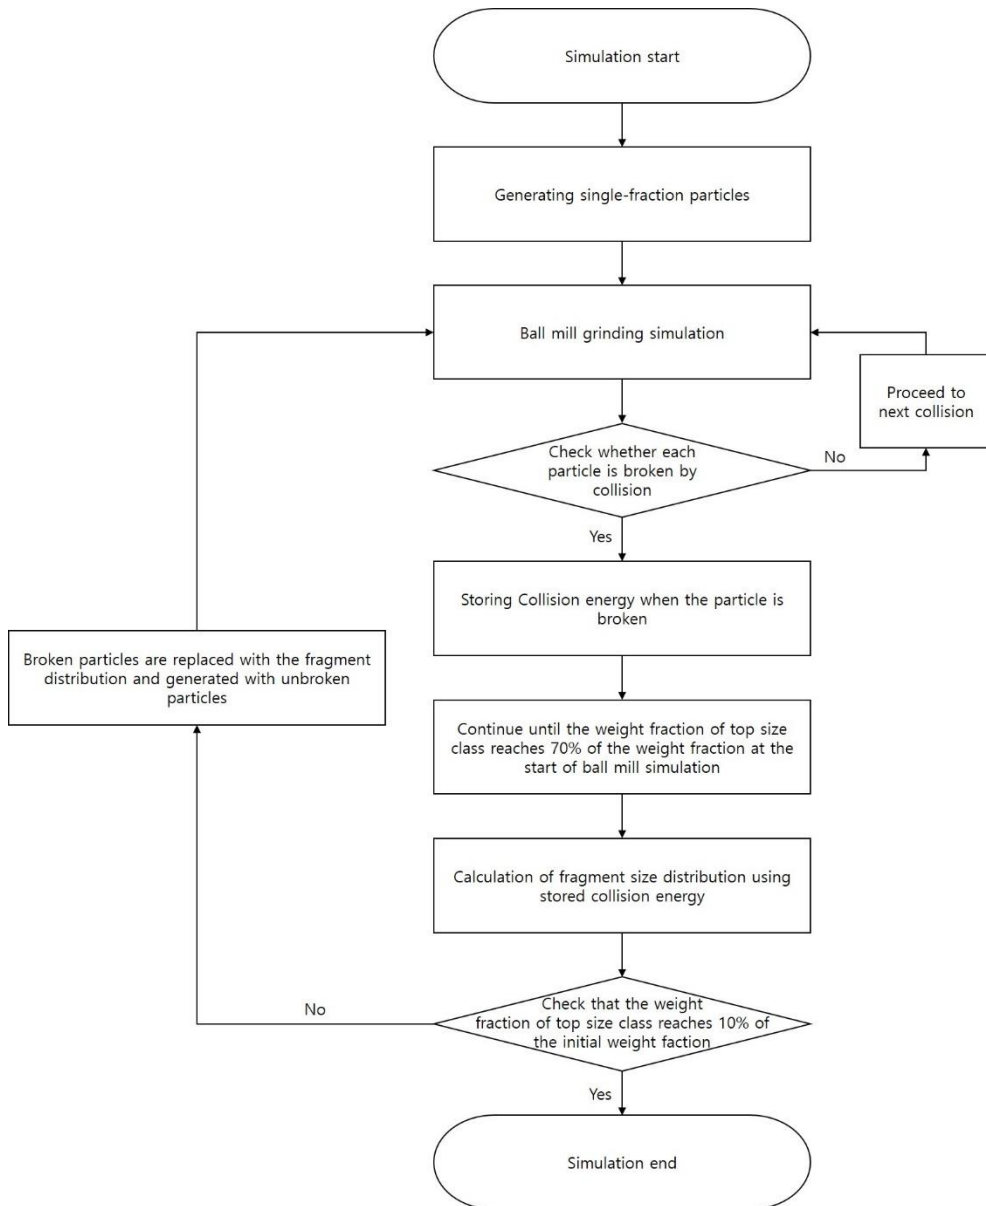 Simulation start
Generating single-fraction particles
Ball mill grinding simulation
Proceed to
next collision
Check whether each
particle is broken by
collision
No
Yes
Storing Collision energy when the particle is
broken
Broken particles are replaced with the fragment
distribution and generated with unbroken
particles
Continue until the weight fraction of top size
class reaches 70% of the weight fraction at the
start of ball mill simulation
Calculation of fragment size distribution using
stored collision energy
No
Check that the weight
fraction of top size class reaches 10% of
the initial weight faction
Yes
Simulation end